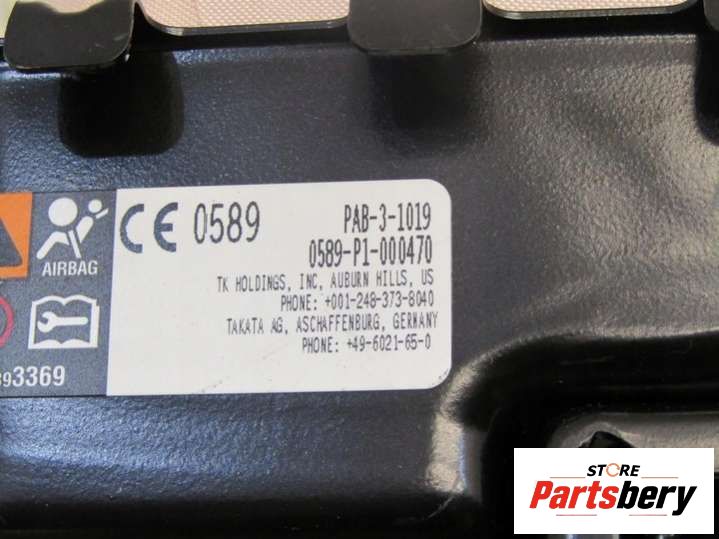 CE 0589
PAB-3-1019
0589-P1-000470
TK HOLDINGS, INC, AUBURN HILLS, US
PHONE: +001-248-373-8040
TAKATA AG, ASCHAFFENBURG, GERMANY
PHONE: +49-6021-65-0
AIRBAG
3369
STORE
Partsbery